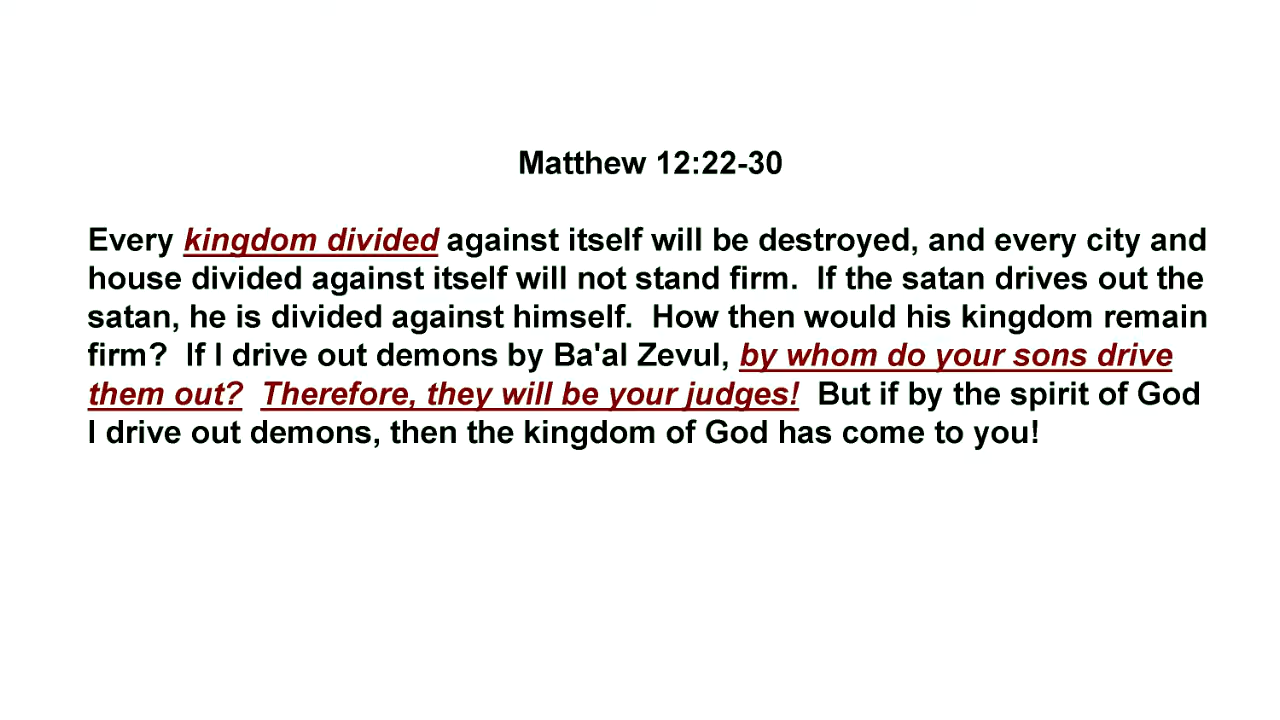 Matthew 12:22-30
Every kingdom divided against itself will be destroyed, and every city and
house divided against itself will not stand firm.  If the satan drives out the
satan, he is divided against himself.  How then would his kingdom remain
firm?  If I drive out demons by Ba'al Zevul, by whom do your sons drive
them out?  Therefore, they will be your judges!  But if by the spirit of God
I drive out demons, then the kingdom of God has come to you!